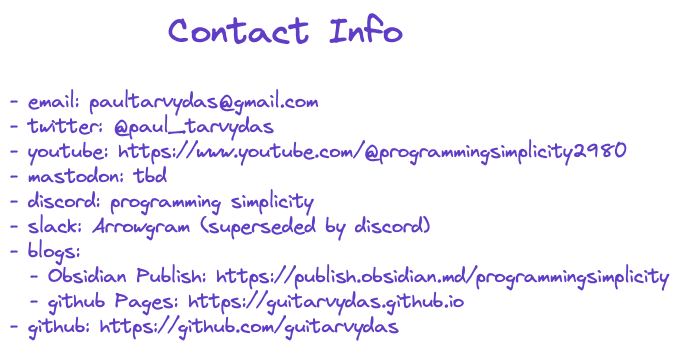 Contact Info
- email: paultarvydas@gmail.com
- twitter: @paul_tarvydas
- youtube: https://www.youtube.com/@programmingsimplicity2980
- mastodon: tbd
- discord: programming simplicity
- slack: Arrowgram (superseded by discord)
- blogs:
  - Obsidian Publish: https://publish.obsidian.md/programmingsimplicity
  - github Pages: https://guitarvydas.github.io
- github: https://github.com/guitarvydas